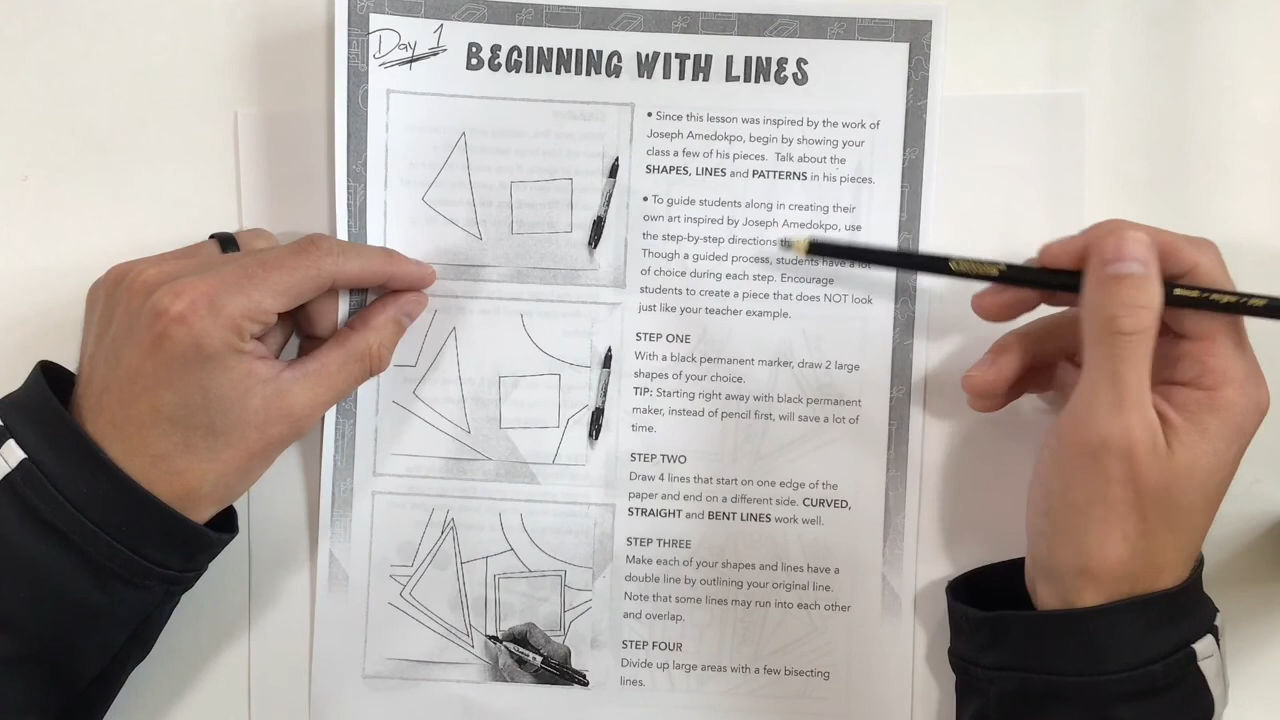 Day 1
BEGINNING WITH LINES
• Since this lesson was inspired by the work of
Joseph Amedokpo, begin by showing your
class a few of his pieces. Talk about the
SHAPES, LINES and PATTERNS in his pieces.
• To guide students along in creating their
own art inspired by Joseph Amedokpo, use
the step-by-step directions
Though a guided process, students have a lot
of choice during each step. Encourage
students to create a piece that does NOT look
just like your teacher example.
STEP ONE
With a black permanent marker, draw 2 large
shapes of your choice.
TIP: Starting right away with black permanent
maker, instead of pencil first, will save a lot of
time.
STEP TWO
Draw 4 lines that start on one edge of the
paper and end on a different side. CURVED,
STRAIGHT and BENT LINES work well.
STEP THREE
Make each of your shapes and lines have a
double line by outlining your original line.
Note that some lines may run into each other
and overlap.
STEP FOUR
Divide up large areas with a few bisecting
lines.